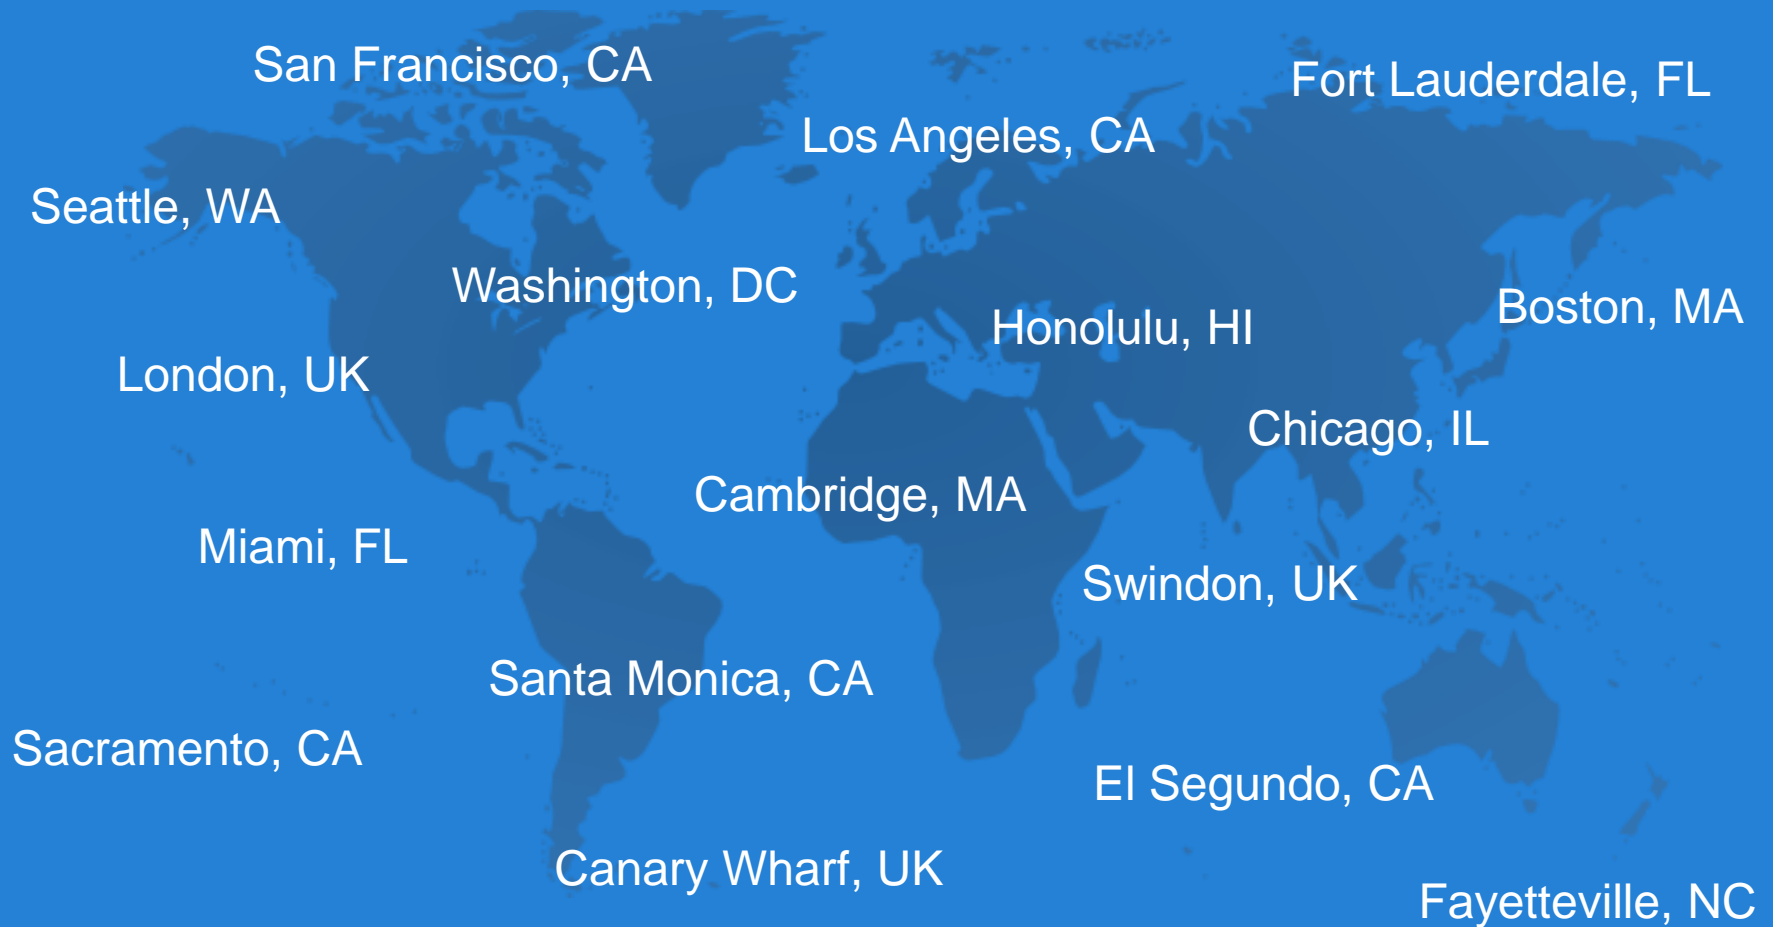 San Francisco, CA
Fort Lauderdale, FL
Los Angeles, CA
Seattle, WA
Washington, DC
Boston, MA
Honolulu, HI
London, UK
Chicago, IL
Cambridge, MA
Miami, FL
Swindon, UK
Santa Monica, CA
Sacramento, CA
El Segundo, CA
Canary Wharf, UK
Fayetteville, NC